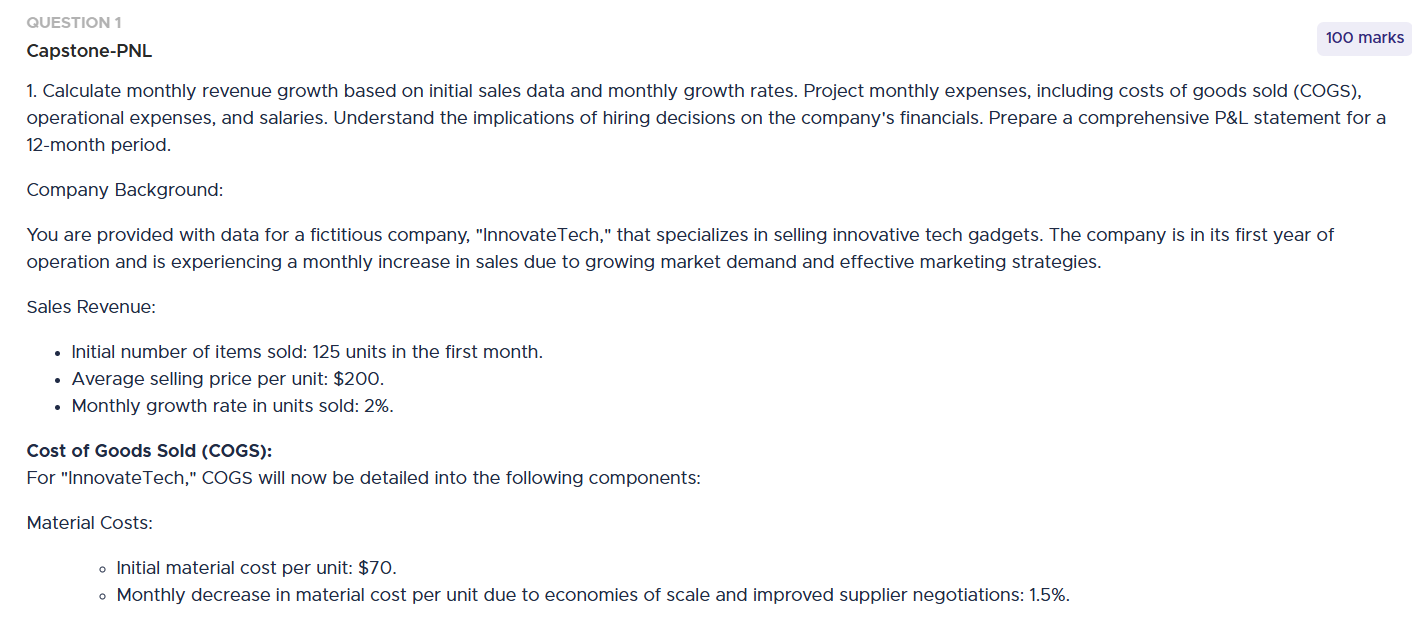 QUESTION 1
100 marks
Capstone-PNL
1. Calculate monthly revenue growth based on initial sales data and monthly growth rates. Project monthly expenses, including costs of goods sold (COGS),
operational expenses, and salaries. Understand the implications of hiring decisions on the company's financials. Prepare a comprehensive P&L statement for a
12-month period.
Company Background:
You are provided with data for a fictitious company, "InnovateTech," that specializes in selling innovative tech gadgets. The company is in its first year of
operation and is experiencing a monthly increase in sales due to growing market demand and effective marketing strategies.
Sales Revenue:
• Initial number of items sold: 125 units in the first month.
• Average selling price per unit: $200.
• Monthly growth rate in units sold: 2%.
Cost of Goods Sold (COGS):
For "InnovateTech," COGS will now be detailed into the following components:
Material Costs:
◦ Initial material cost per unit: $70.
◦ Monthly decrease in material cost per unit due to economies of scale and improved supplier negotiations: 1.5%.